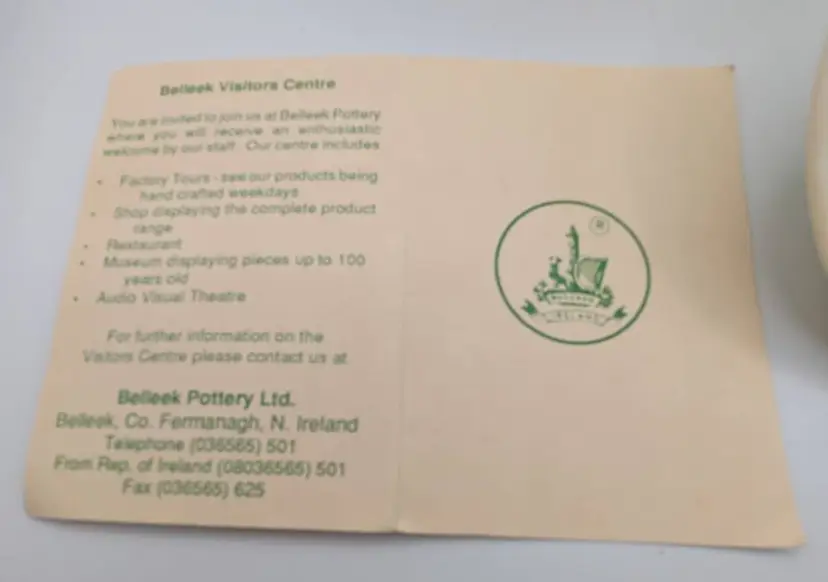 Belleek Visitors Centre
You are invited to join us at Belleek Pottery
where you will receive an enthusiastic
welcome by our staff. Our centre includes
• Factory Tours - see our products being
hand crafted weekdays
• Shop displaying the complete product
range
• Restaurant
• Museum displaying pieces up to 100
years old
• Audio Visual Theatre
For further information on the
Visitors Centre please contact us at
Belleek Pottery Ltd.
Belleek, Co. Fermanagh, N. Ireland
Telephone (036565) 501
From Rep. of Ireland (08036565) 501
Fax (036565) 625
®
BELLEEK
IRELAND